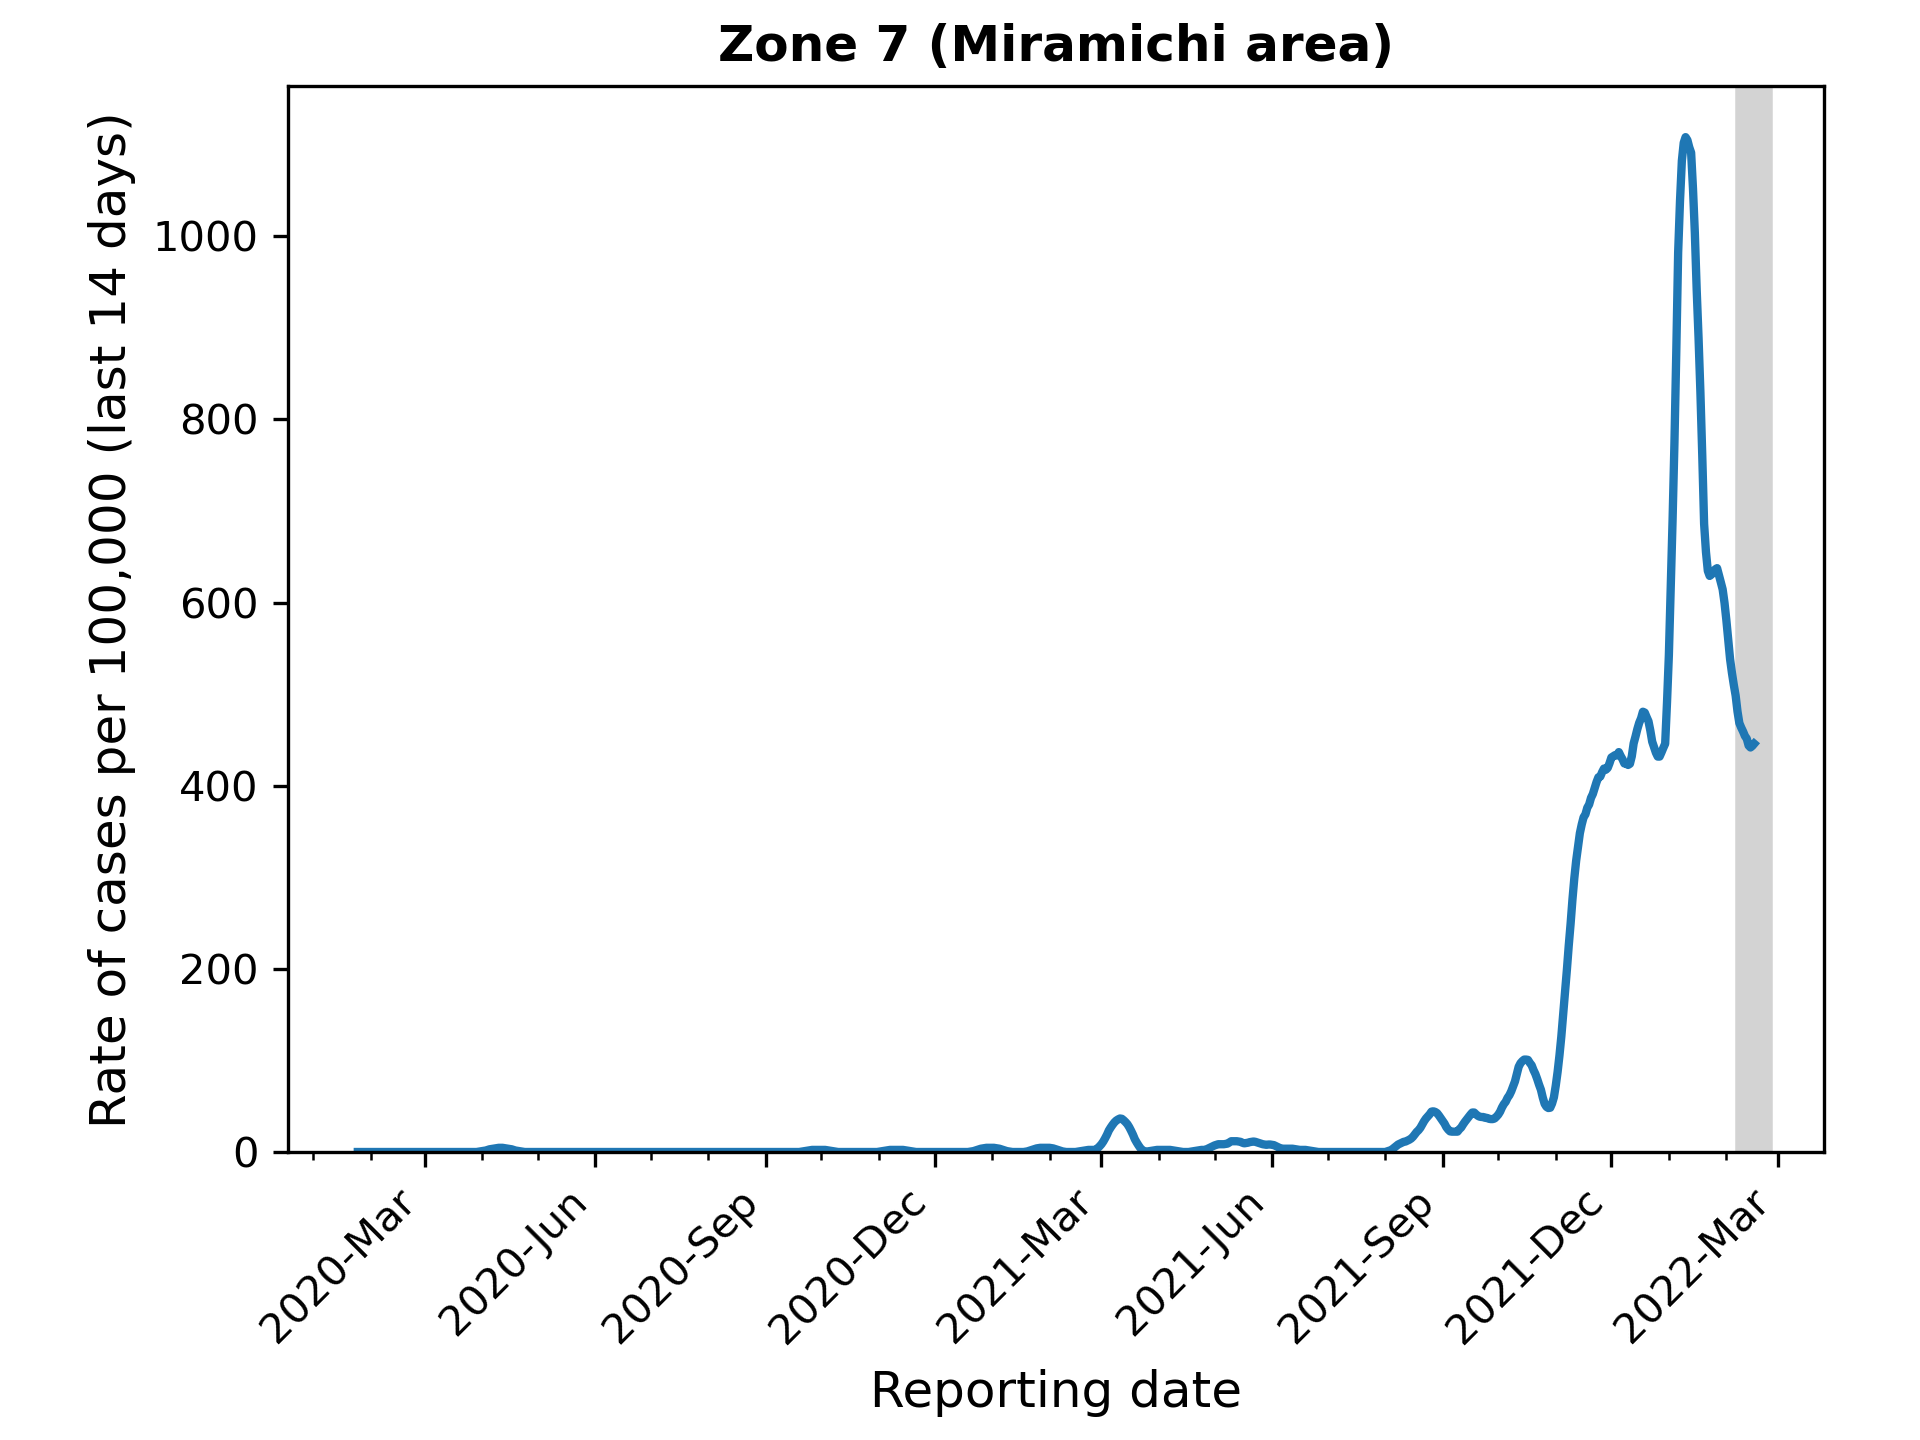 Zone 7 (Miramichi area)
Rate of cases per 100,000 (last 14 days)
1000
800
600
400
200
0
2020-Mar
2020-Jun
2020-Sep
2020-Dec
2021-Mar
2021-Jun
2021-Sep
2021-Dec
2022-Mar
Reporting date